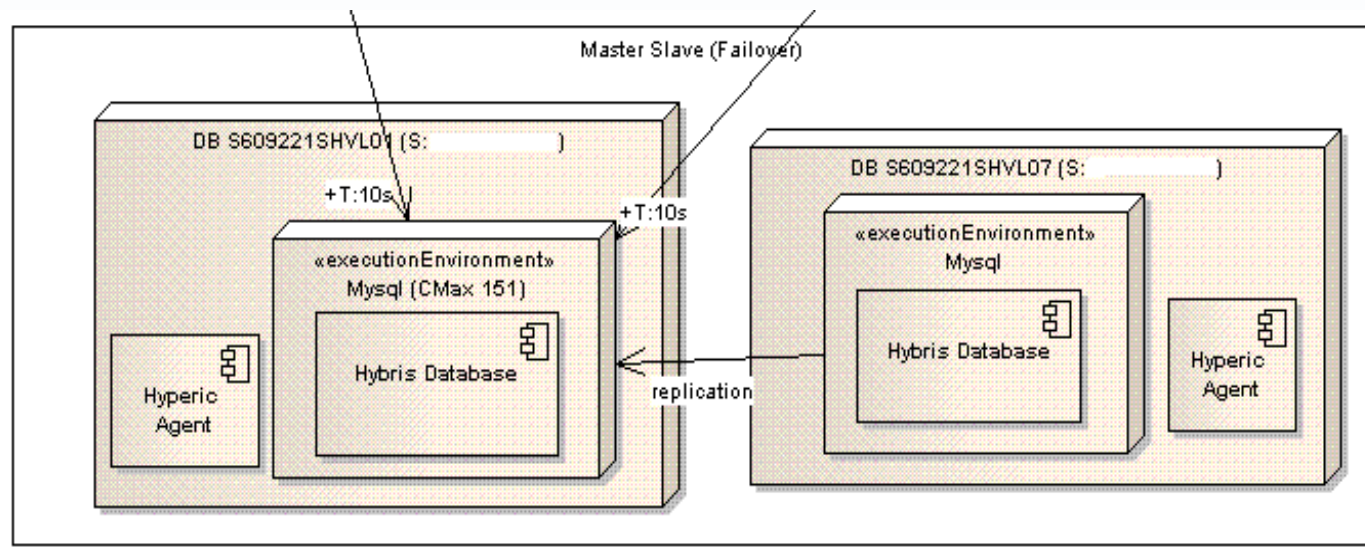 Master Slave (Failover)
DB S609221SHVL01 (S: )
DB S609221SHVL07 (S: )
+T:10s
+T:10s
«executionEnvironment»
Mysql (CMax 151)
Hybris Database
Hyperic
Agent
replication
«executionEnvironment»
Mysql
Hybris Database
Hyperic
Agent